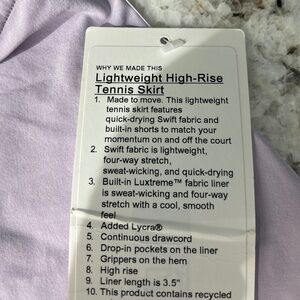 WHY WE MADE THIS
Lightweight High-Rise
Tennis Skirt
1. Made to move. This lightweight
tennis skirt features
quick-drying Swift fabric and
built-in shorts to match your
momentum on and off the court
2. Swift fabric is lightweight,
four-way stretch,
sweat-wicking, and quick-drying
3. Built-in Luxtreme™ fabric liner
is sweat-wicking and four-way
stretch with a cool, smooth
feel
4. Added Lycra®
5. Continuous drawcord
6. Drop-in pockets on the liner
7. Grippers on the hem
8. High rise
9. Liner length is 3.5"
10. This product contains recycled